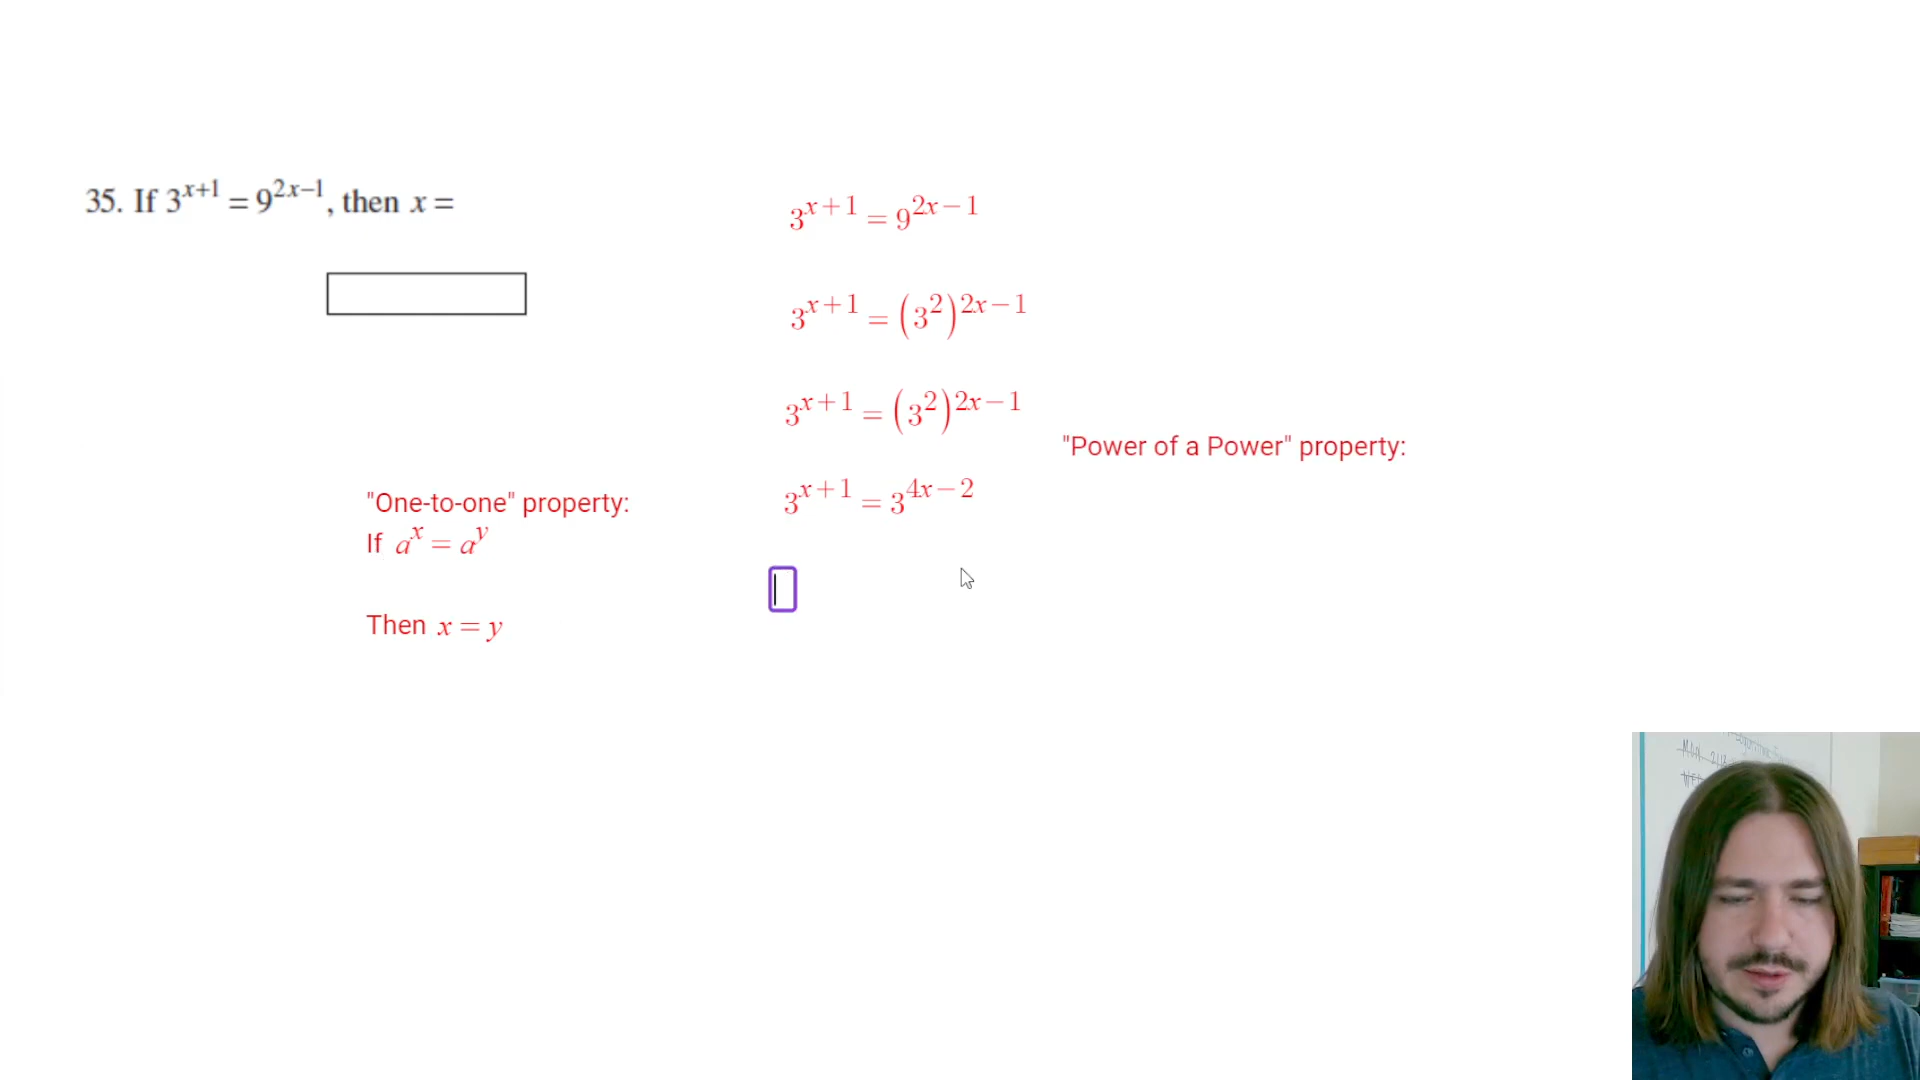 35. If 3^{x+1} = 9^{2x-1}, then x =
3^{x+1} = 9^{2x-1}
3^{x+1} = (3^2)^{2x-1}
3^{x+1} = (3^2)^{2x-1}
"Power of a Power" property:
3^{x+1} = 3^{4x-2}
"One-to-one" property:
If a^x = a^y
Then x = y